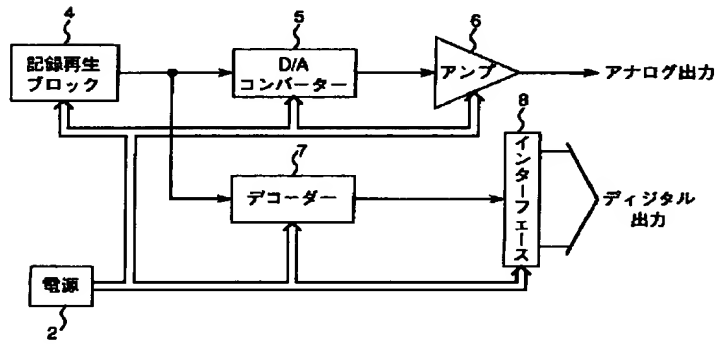 4
記録再生
ブロック
5
D/A
コンバーター
6
アンプ
アナログ出力
7
デコーダー
8
インターフェース
ディジタル
出力
電源
2